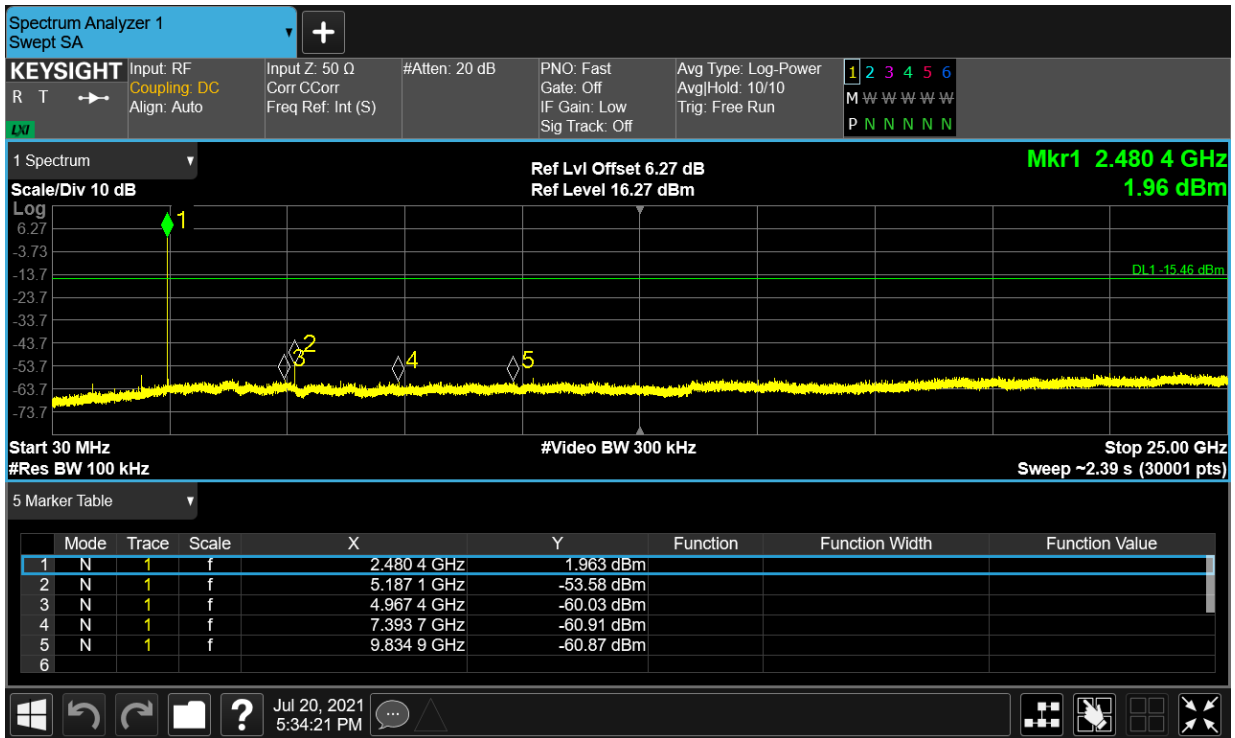 Spectrum Analyzer 1
Swept SA
KEYSIGHT
R T
LXI
Input: RF
Coupling: DC
Align: Auto
Input Z: 50 Ω
Corr CCorr
Freq Ref: Int (S)
#Atten: 20 dB
PNO: Fast
Gate: Off
IF Gain: Low
Sig Track: Off
Avg Type: Log-Power
Avg|Hold: 10/10
Trig: Free Run
1 2 3 4 5 6
M W W W W W
P N N N N N
1 Spectrum
Scale/Div 10 dB
Ref Lvl Offset 6.27 dB
Ref Level 16.27 dBm
Mkr1 2.480 4 GHz
1.96 dBm
Log
6.27
-3.73
-13.7
-23.7
-33.7
-43.7
-53.7
-63.7
-73.7
1
2
3
4
5
DL1 -15.46 dBm
Start 30 MHz
#Video BW 300 kHz
Stop 25.00 GHz
#Res BW 100 kHz
Sweep ~2.39 s (30001 pts)
5 Marker Table
Mode Trace Scale X Y Function Function Width Function Value
1 N 1 f 2.480 4 GHz 1.963 dBm
2 N 1 f 5.187 1 GHz -53.58 dBm
3 N 1 f 4.967 4 GHz -60.03 dBm
4 N 1 f 7.393 7 GHz -60.91 dBm
5 N 1 f 9.834 9 GHz -60.87 dBm
6
?
Jul 20, 2021
5:34:21 PM